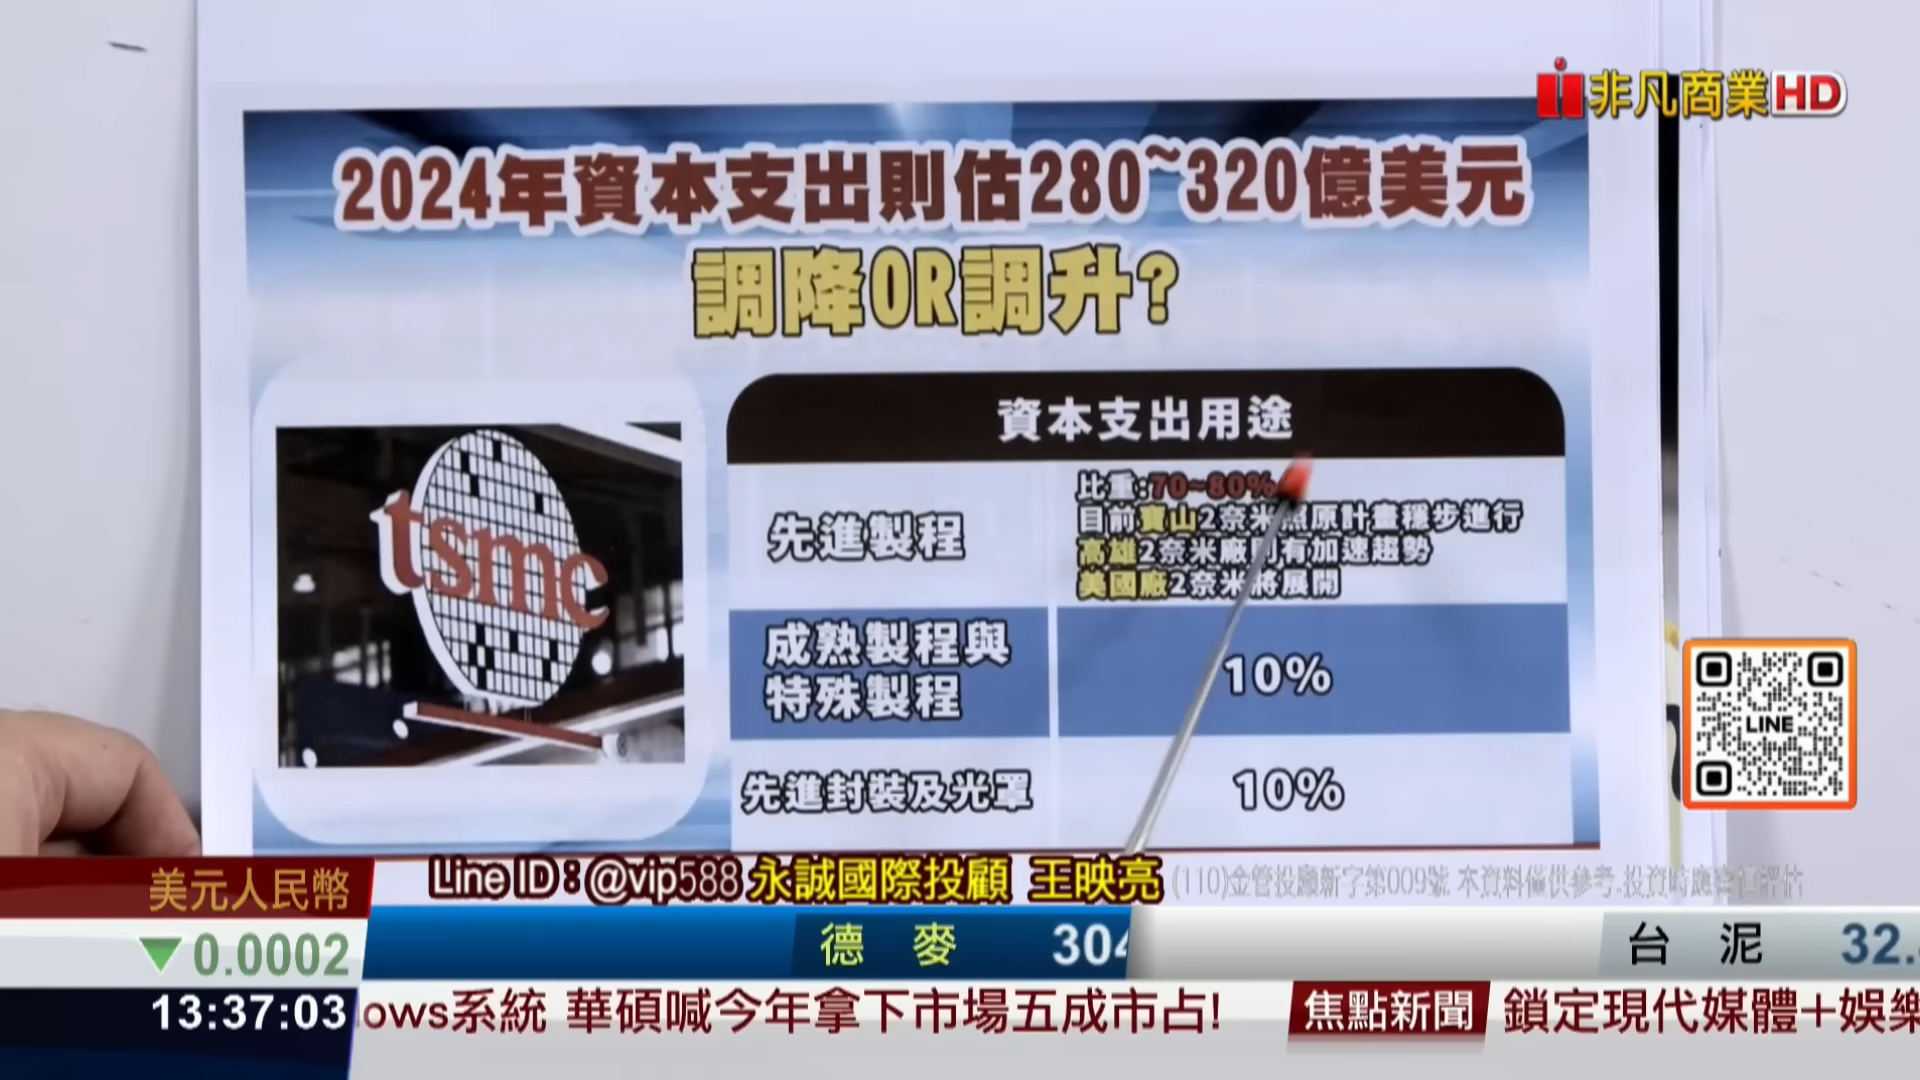 非凡商業HD
2024年資本支出則估280~320億美元
調降OR調升?
tsmc
資本支出用途
先進製程
比重:70~80%
目前寶山2奈米照原計畫穩步進行
高雄2奈米廠則有加速趨勢
美國廠2奈米將展開
成熟製程與
特殊製程
10%
先進封裝及光罩
10%
LINE
Line ID:@vip588 永誠國際投顧 王映亮
(110)金管投顧新字第009號 本資料僅供參考.投資時應審慎評估
美元人民幣
▼0.0002
13:37:03
德麥 304
台泥 32.
ows系統 華碩喊今年拿下市場五成市占!
焦點新聞 鎖定現代媒體+娛樂